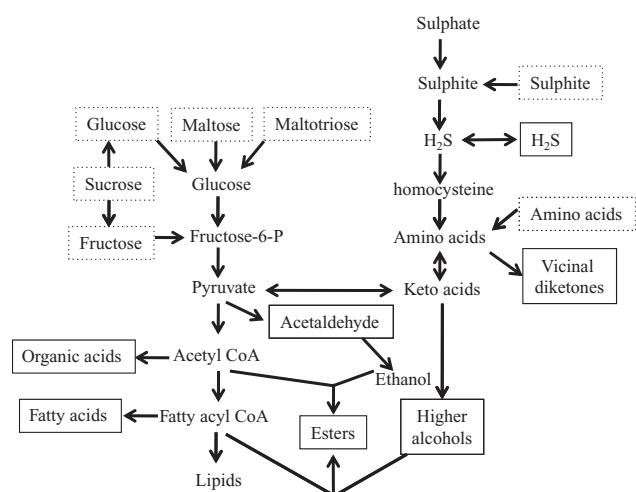 Sulphate
Sulphite
Sulphite
Glucose
Maltose
Maltotriose
H₂S
H₂S
Sucrose
Glucose
homocysteine
Amino acids
Fructose
Fructose-6-P
Amino acids
Vicinal
diketones
Pyruvate
Keto acids
Acetaldehyde
Organic acids
Acetyl CoA
Ethanol
Fatty acids
Fatty acyl CoA
Esters
Higher
alcohols
Lipids